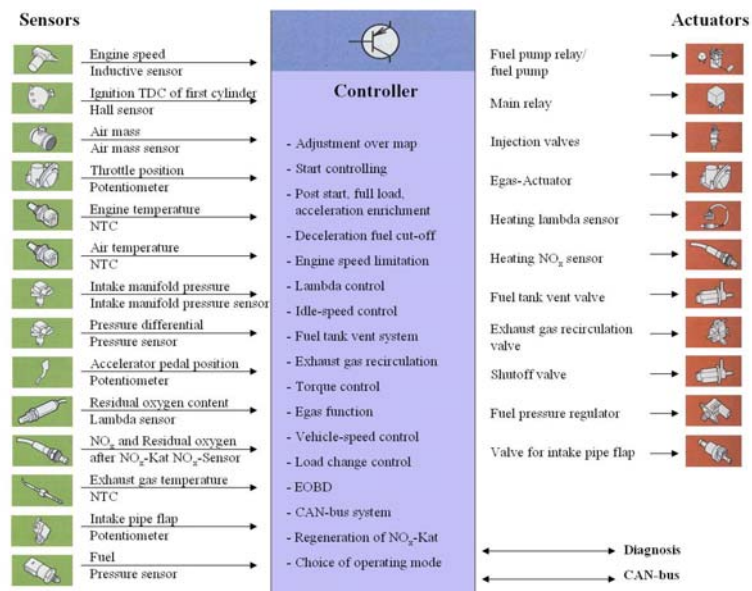 Sensors
Engine speed
Inductive sensor
Ignition TDC of first cylinder
Hall sensor
Air mass
Air mass sensor
Throttle position
Potentiometer
Engine temperature
NTC
Air temperature
NTC
Intake manifold pressure
Intake manifold pressure sensor
Pressure differential
Pressure sensor
Accelerator pedal position
Potentiometer
Residual oxygen content
Lambda sensor
NOx and Residual oxygen
after NOx-Kat NOx-Sensor
Exhaust gas temperature
NTC
Intake pipe flap
Potentiometer
Fuel
Pressure sensor
Controller
- Adjustment over map
- Start controlling
- Post start, full load,
acceleration enrichment
- Deceleration fuel cut-off
- Engine speed limitation
- Lambda control
- Idle-speed control
- Fuel tank vent system
- Exhaust gas recirculation
- Torque control
- Egas function
- Vehicle-speed control
- Load change control
- EOBD
- CAN-bus system
- Regeneration of NOx-Kat
- Choice of operating mode
Actuators
Fuel pump relay/
fuel pump
Main relay
Injection valves
Egas-Actuator
Heating lambda sensor
Heating NOx sensor
Fuel tank vent valve
Exhaust gas recirculation
valve
Shutoff valve
Fuel pressure regulator
Valve for intake pipe flap
Diagnosis
CAN-bus